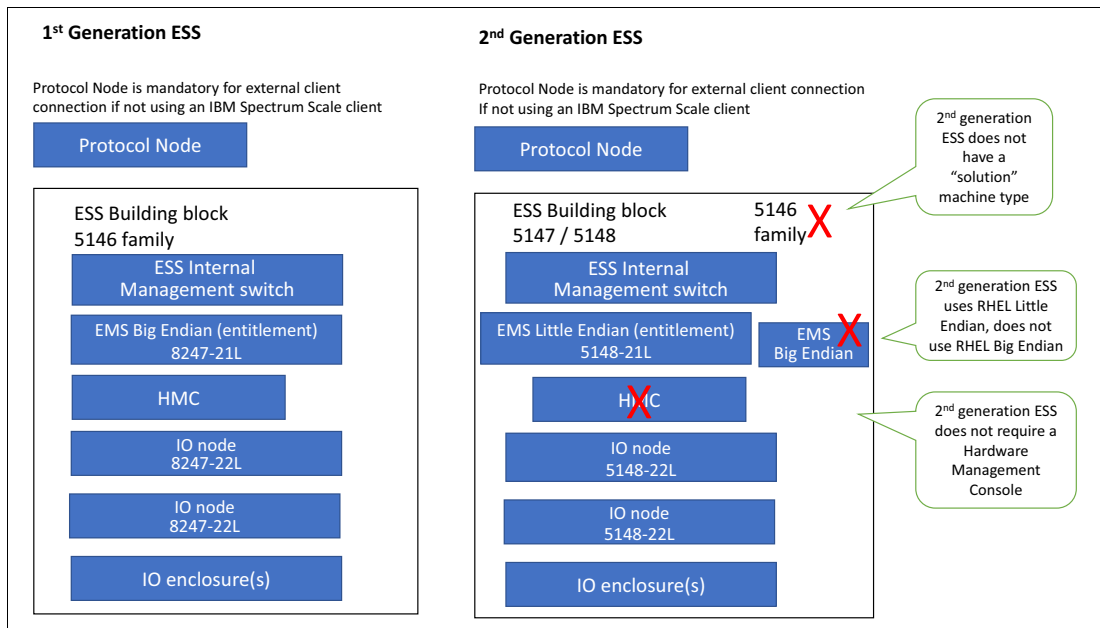 1st Generation ESS
Protocol Node is mandatory for external client
connection if not using an IBM Spectrum Scale client
Protocol Node
ESS Building block
5146 family
ESS Internal
Management switch
EMS Big Endian (entitlement)
8247-21L
HMC
IO node
8247-22L
IO node
8247-22L
IO enclosure(s)
2nd Generation ESS
Protocol Node is mandatory for external client connection
If not using an IBM Spectrum Scale client
Protocol Node
ESS Building block
5147 / 5148
5146
family
X
ESS Internal
Management switch
EMS Little Endian (entitlement)
5148-21L
EMS
Big Endian
X
HMC
X
IO node
5148-22L
IO node
5148-22L
IO enclosure(s)
2nd generation
ESS does not
have a
“solution”
machine type
2nd generation ESS
uses RHEL Little
Endian, does not
use RHEL Big Endian
2nd generation ESS
does not require a
Hardware
Management
Console